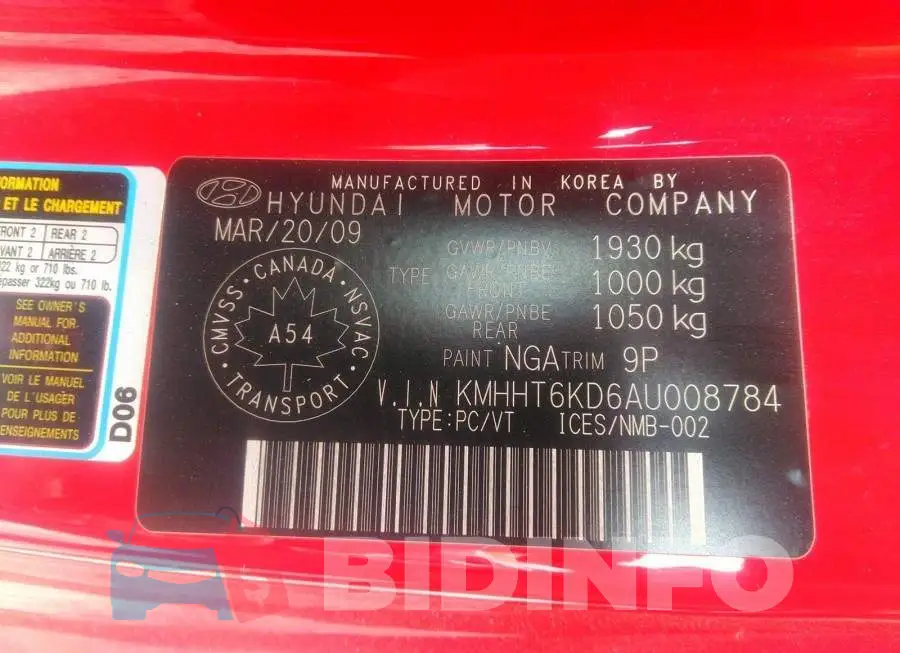 ORMATION
ET LE CHARGEMENT
FRONT 2 REAR 2
AVANT 2 ARRIÈRE 2
322 kg or 710 lbs.
dépasser 322kg ou 710 lb.
SEE OWNER'S
MANUAL FOR
ADDITIONAL
INFORMATION
VOIR LE MANUEL
DE L'USAGER
POUR PLUS DE
RENSEIGNEMENTS
D06
MANUFACTURED IN KOREA BY
HYUNDAI MOTOR COMPANY
MAR/20/09
GVWR/PNBV 1930 kg
TYPE GAWR/PNBE FRONT 1000 kg
GAWR/PNBE REAR 1050 kg
PAINT NGA TRIM 9P
CMVSS · CANADA · NSVAC · TRANSPORT ·
A54
V.I.N KMHHT6KD6AU008784
TYPE:PC/VT ICES/NMB-002
BIDINFO